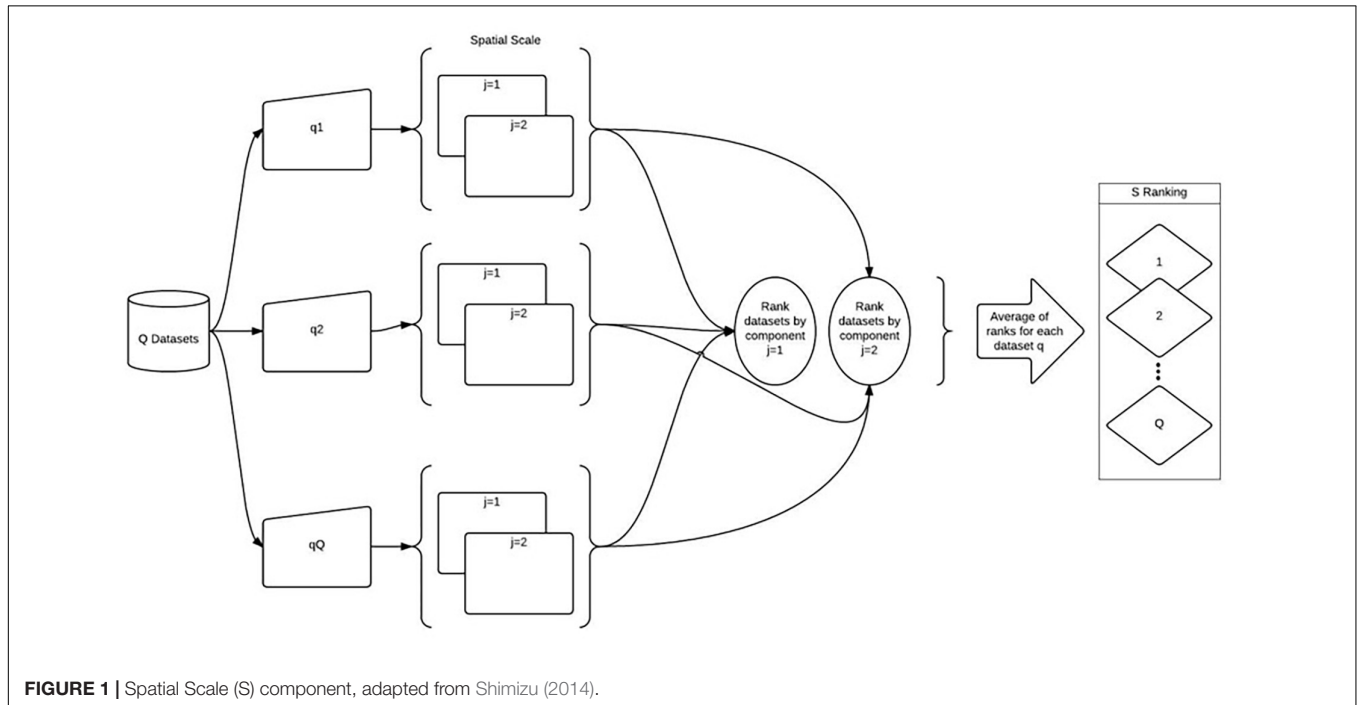 Spatial Scale
j=1
j=2
q1
j=1
j=2
q2
Q Datasets
j=1
j=2
qQ
Rank
datasets by
component
j=1
Rank
datasets by
component
j=2
Average of
ranks for each
dataset q
S Ranking
1
2
Q
FIGURE 1 | Spatial Scale (S) component, adapted from Shimizu (2014).